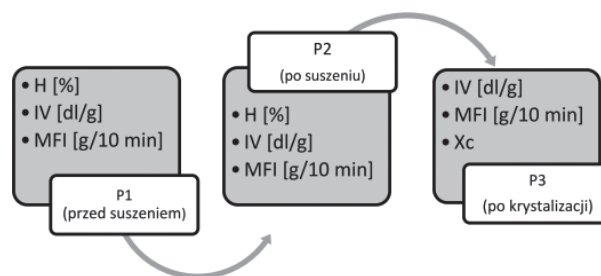 • H [%]
• IV [dl/g]
• MFI [g/10 min]
P1
(przed suszeniem)
P2
(po suszeniu)
• H [%]
• IV [dl/g]
• MFI [g/10 min]
• IV [dl/g]
• MFI [g/10 min]
• Xc
P3
(po krystalizacji)